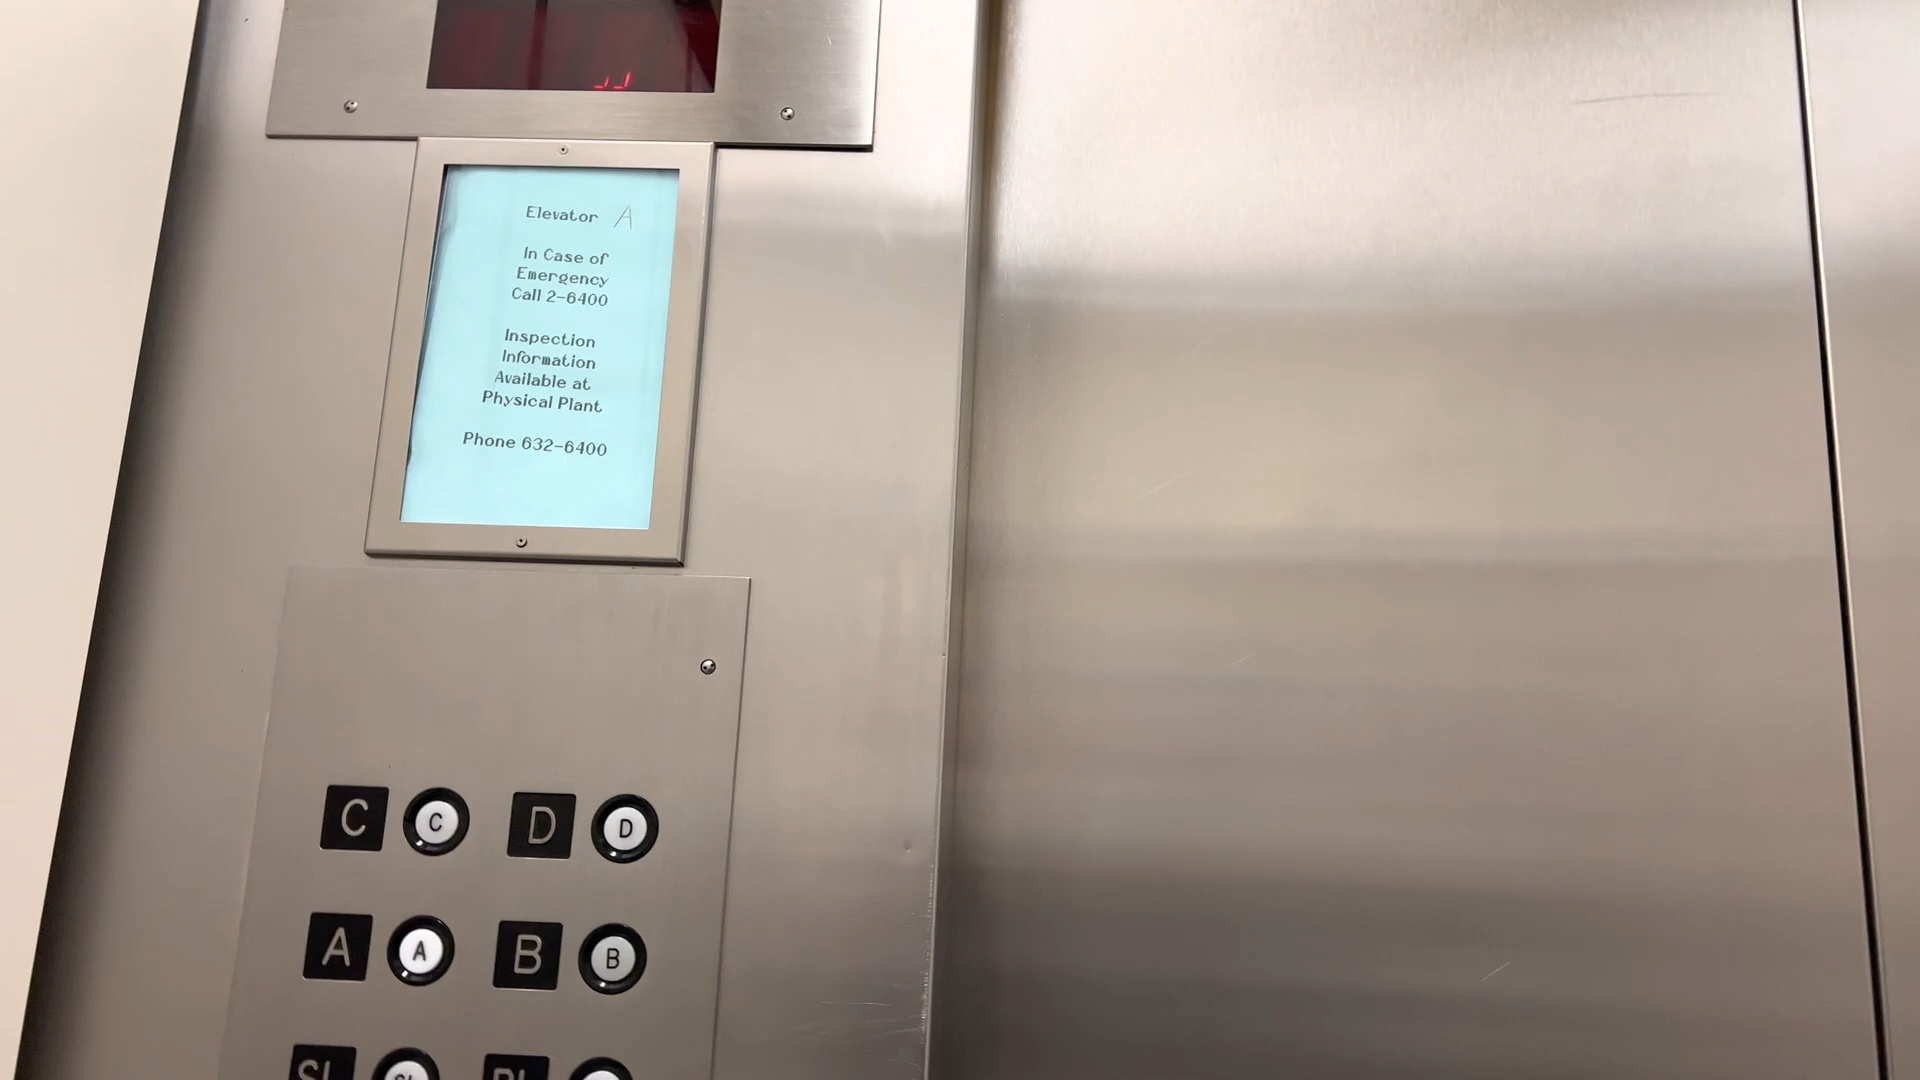 Elevator A
In Case of
Emergency
Call 2-6400
Inspection
Information
Available at
Physical Plant
Phone 632-6400
C C D D
A A B B